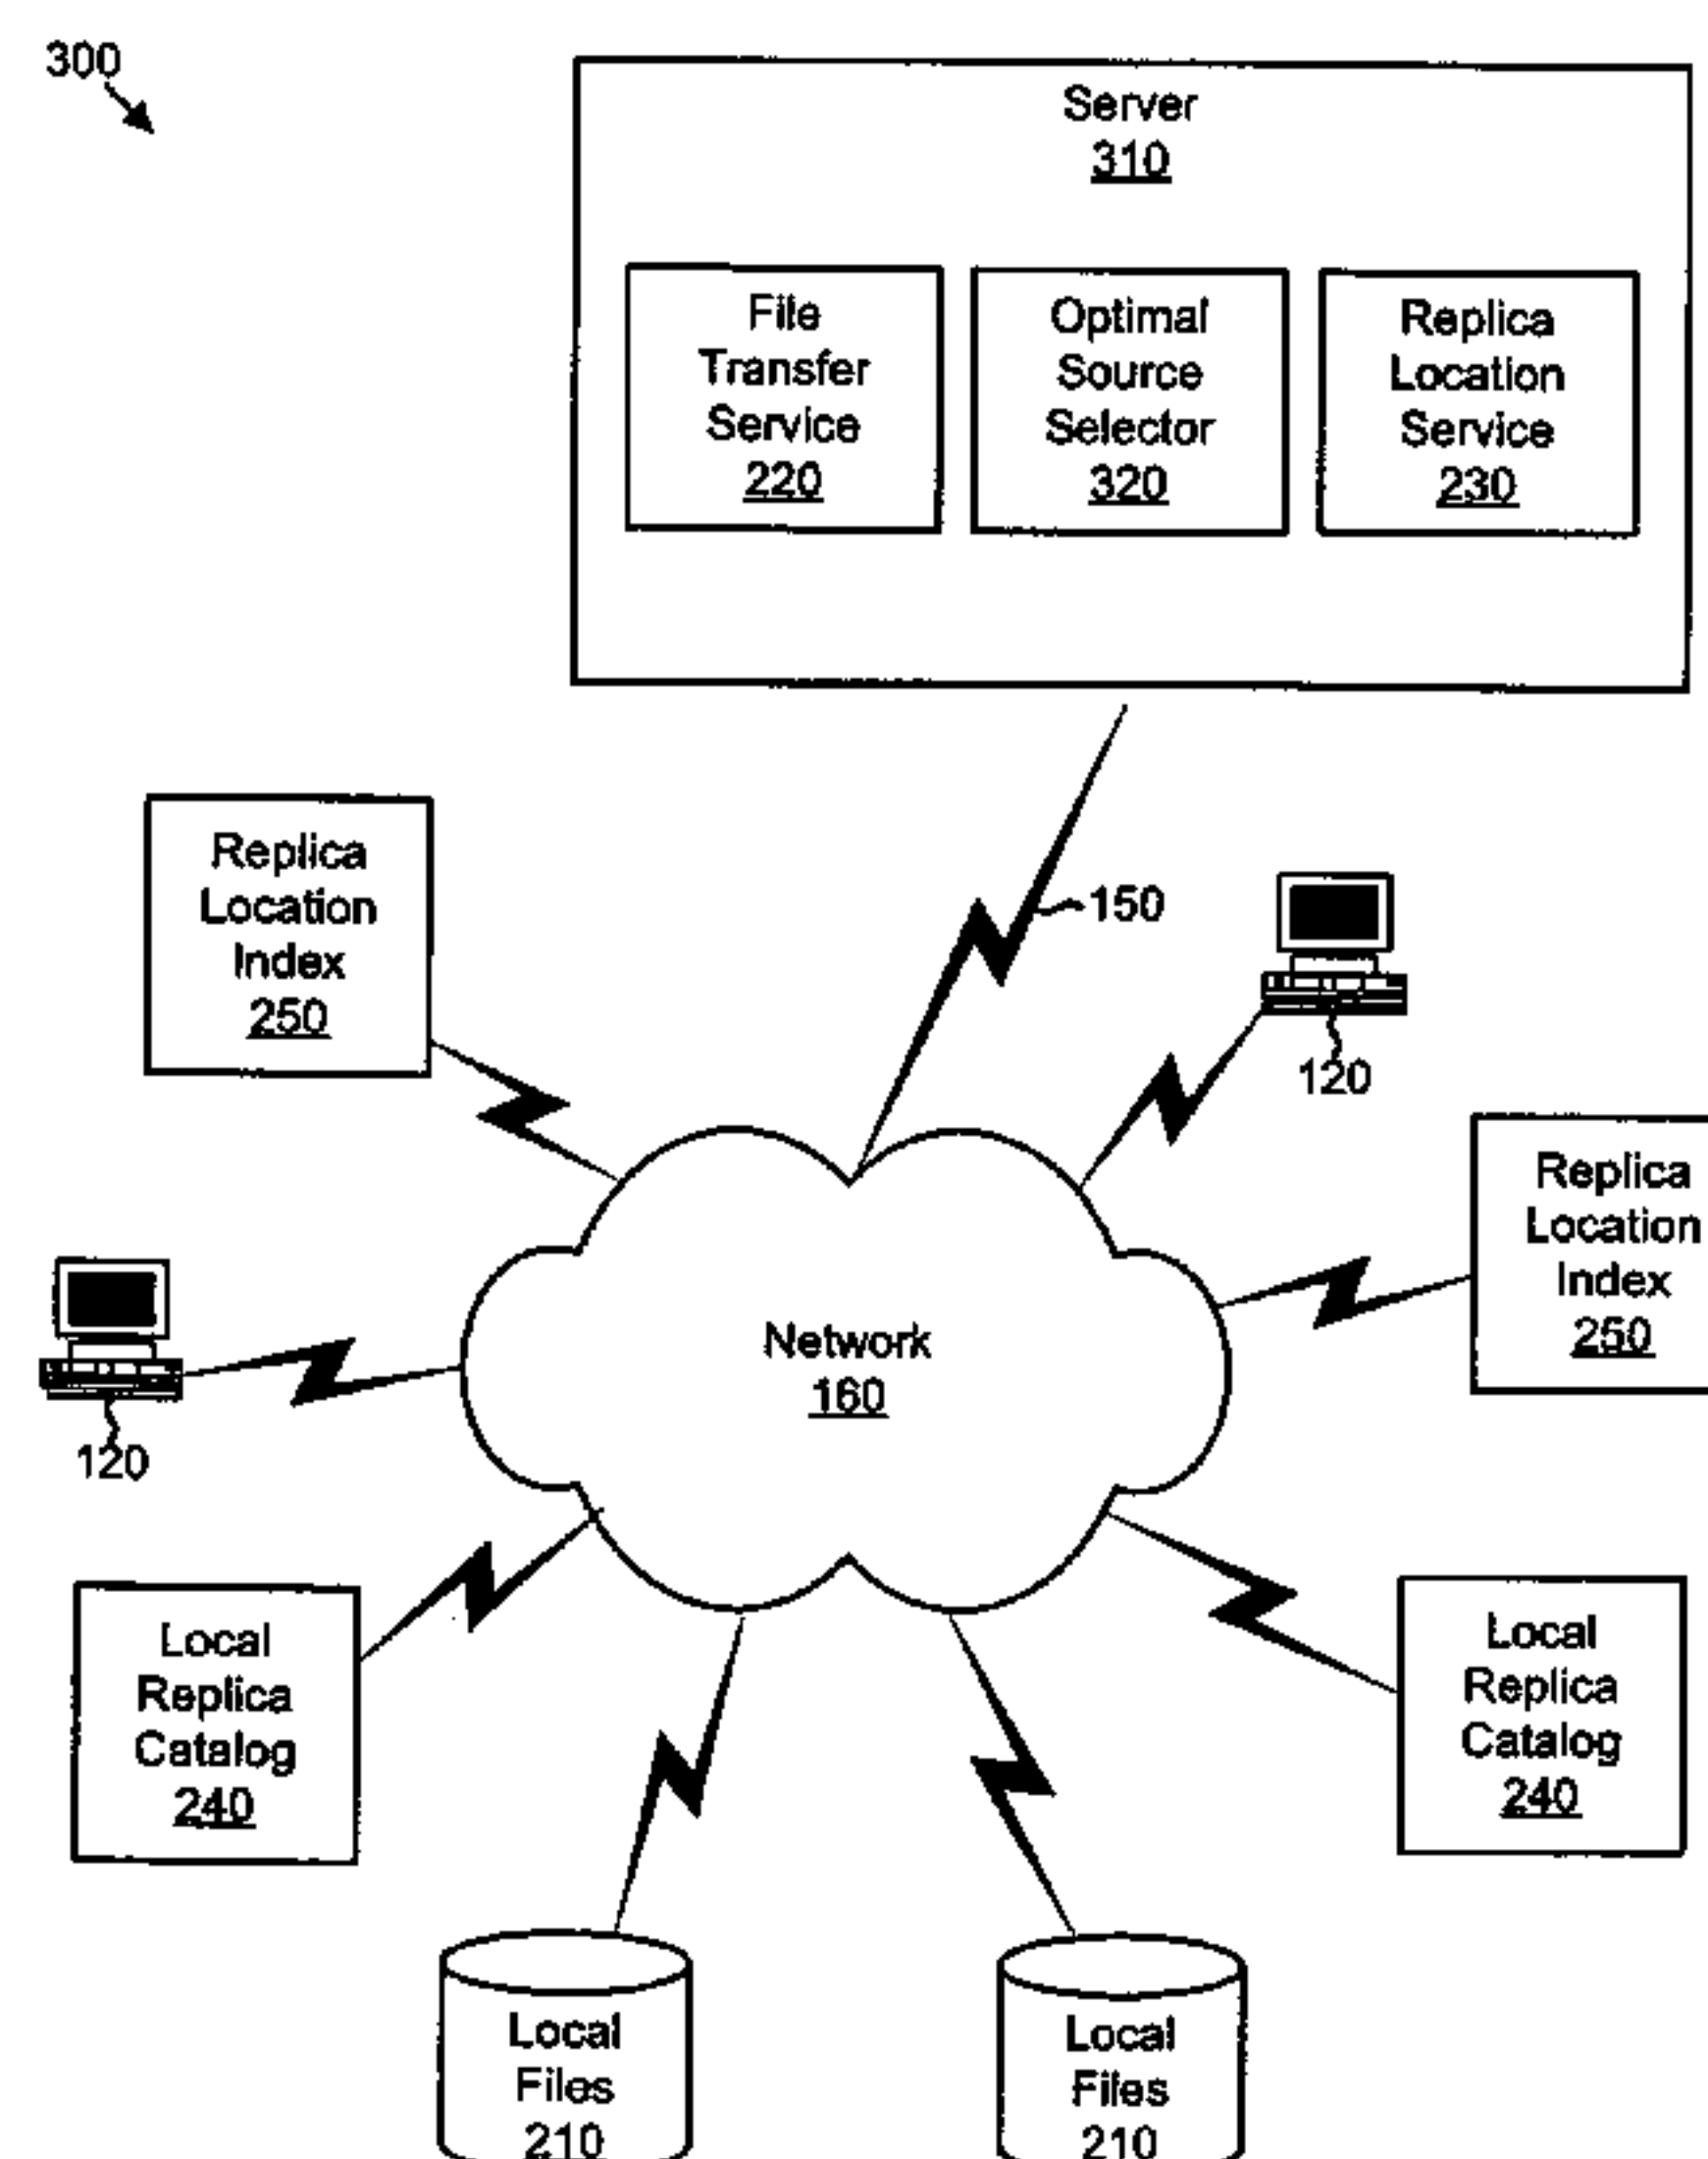 300
Server
310
File
Transfer
Service
220
Optimal
Source
Selector
320
Replica
Location
Service
230
150
Replica
Location
Index
250
120
Replica
Location
Index
250
Network
160
120
Local
Replica
Catalog
240
Local
Replica
Catalog
240
Local
Files
210
Local
Files
210